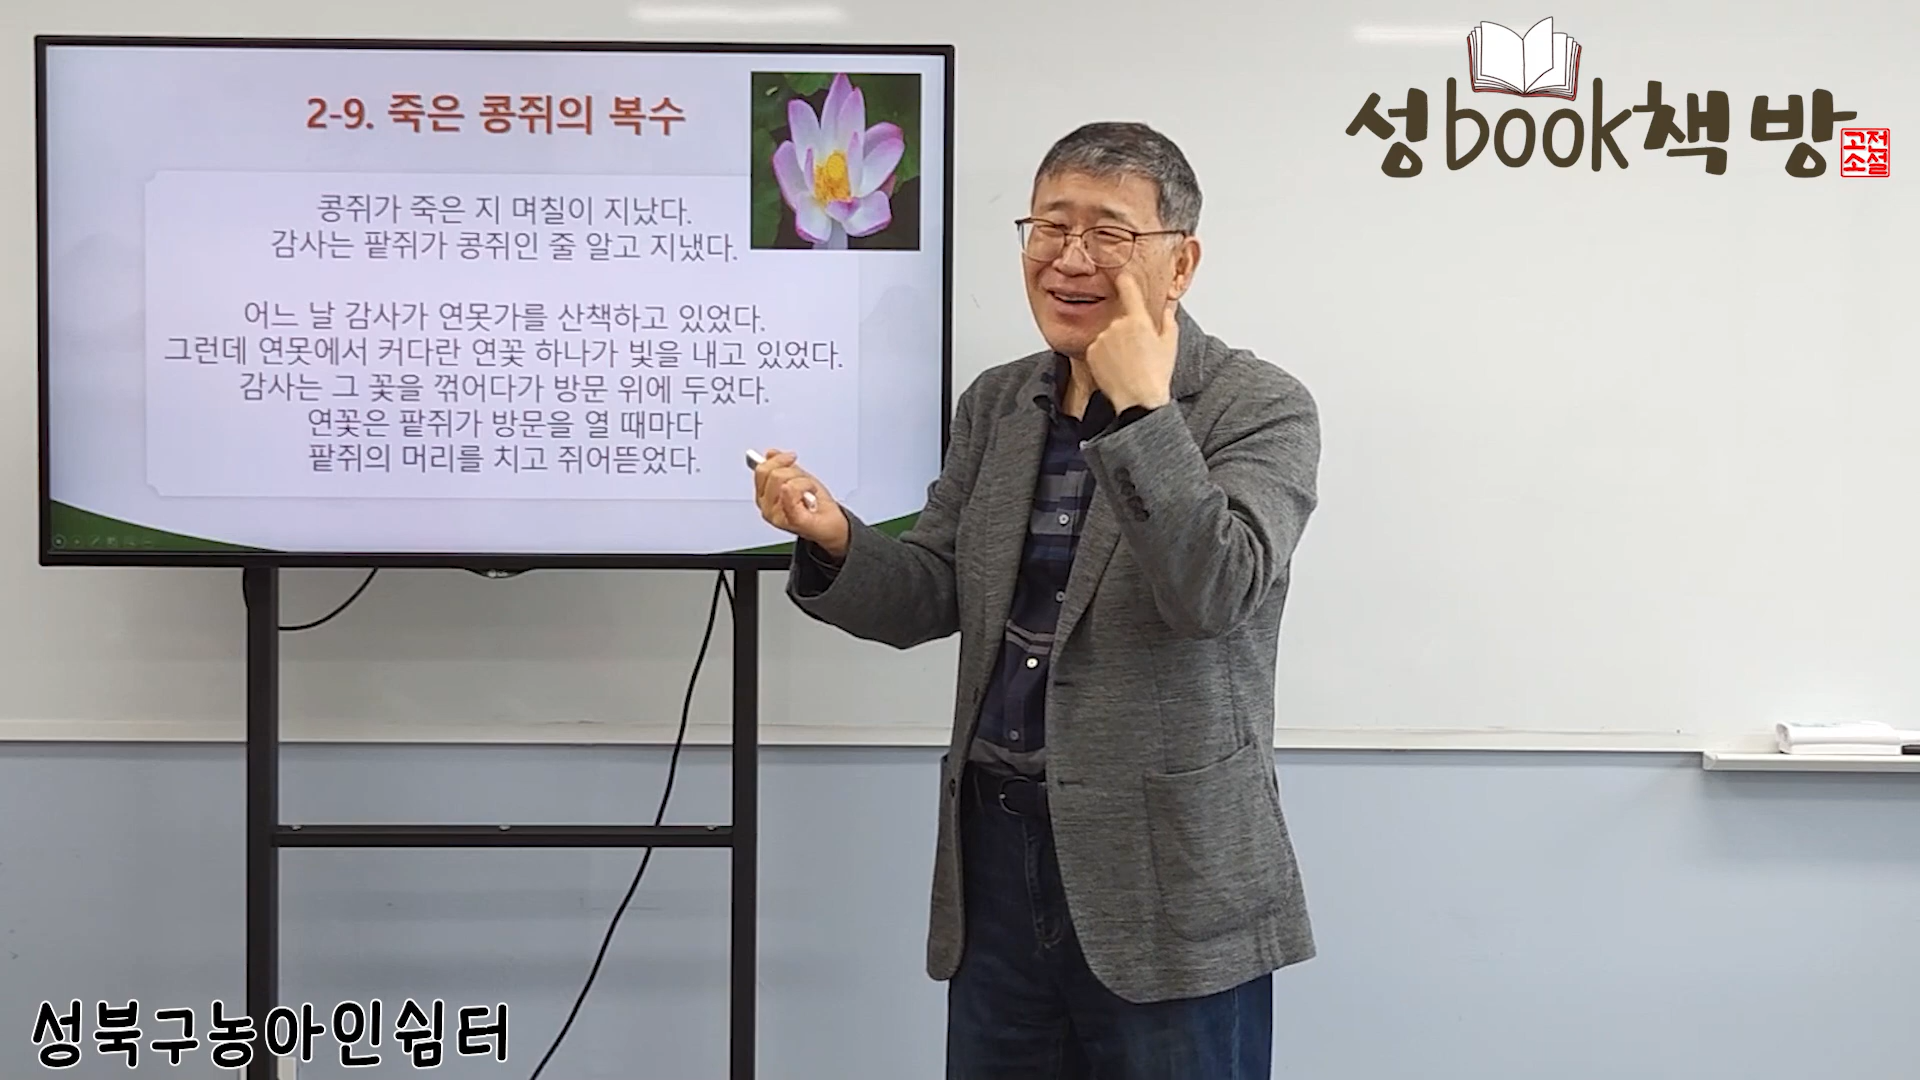 2-9. 죽은 콩쥐의 복수
콩쥐가 죽은 지 며칠이 지났다.
감사는 팥쥐가 콩쥐인 줄 알고 지냈다.
어느 날 감사가 연못가를 산책하고 있었다.
그런데 연못에서 커다란 연꽃 하나가 빛을 내고 있었다.
감사는 그 꽃을 꺾어다가 방문 위에 두었다.
연꽃은 팥쥐가 방문을 열 때마다
팥쥐의 머리를 치고 쥐어뜯었다.
성book책방
고전
소설
성북구농아인쉼터